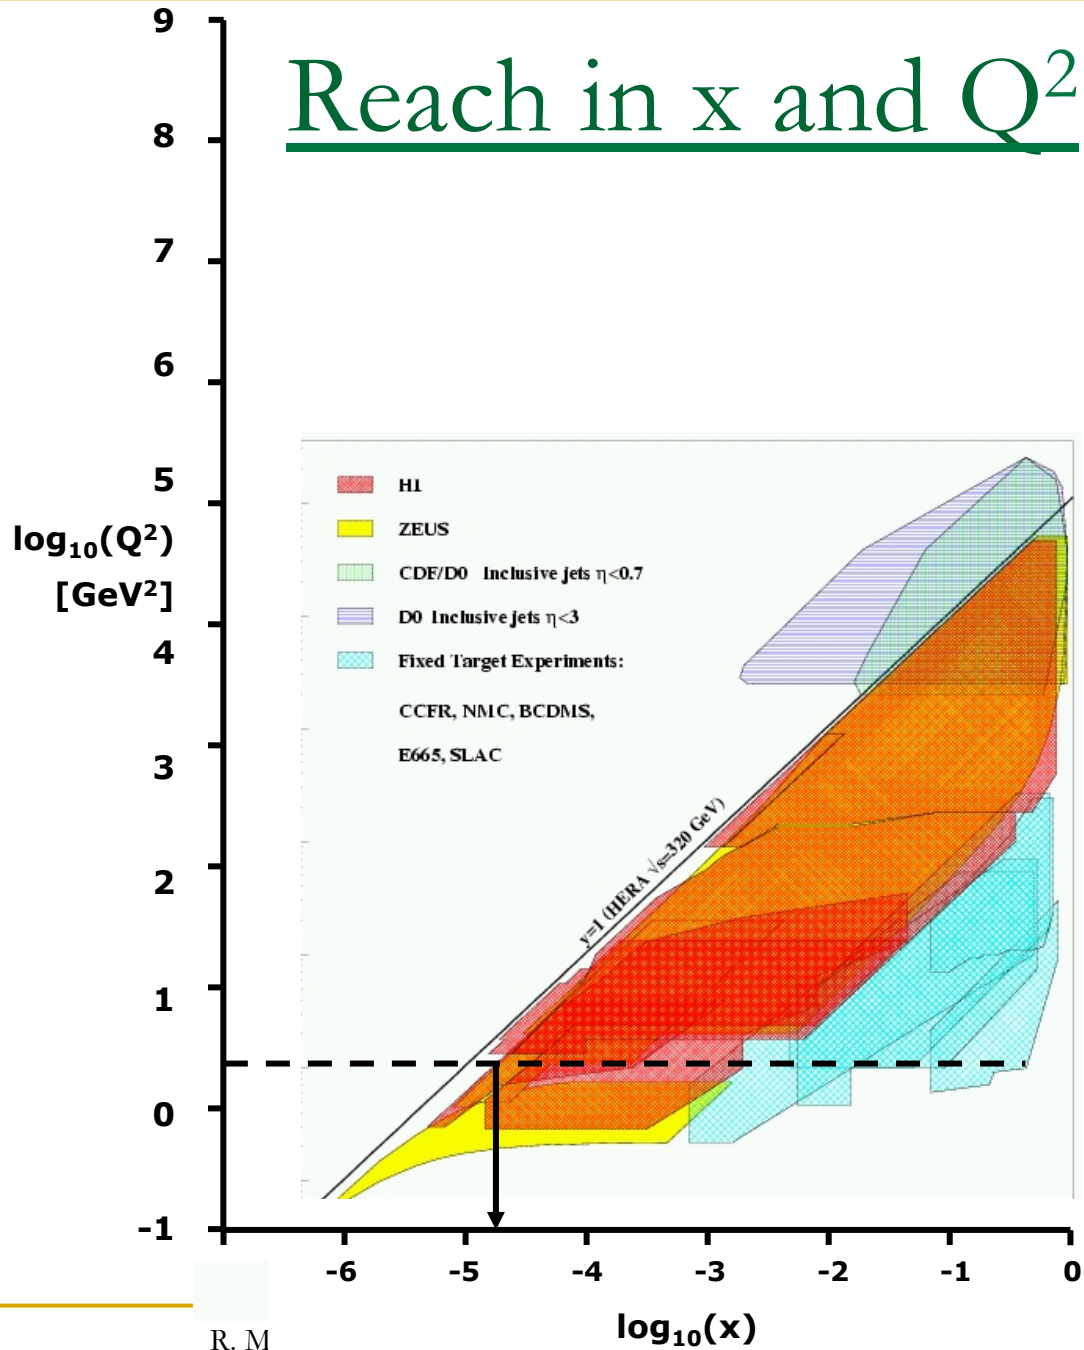 Reach in x and Q²
9
8
7
6
5
log₁₀(Q²)
[GeV²]
4
3
2
1
0
-1
H1
ZEUS
CDF/D0 Inclusive jets η<0.7
D0 Inclusive jets η<3
Fixed Target Experiments:
CCFR, NMC, BCDMS,
E665, SLAC
y=1 (HERA √s=320 GeV)
-6 -5 -4 -3 -2 -1 0
log₁₀(x)
R. M